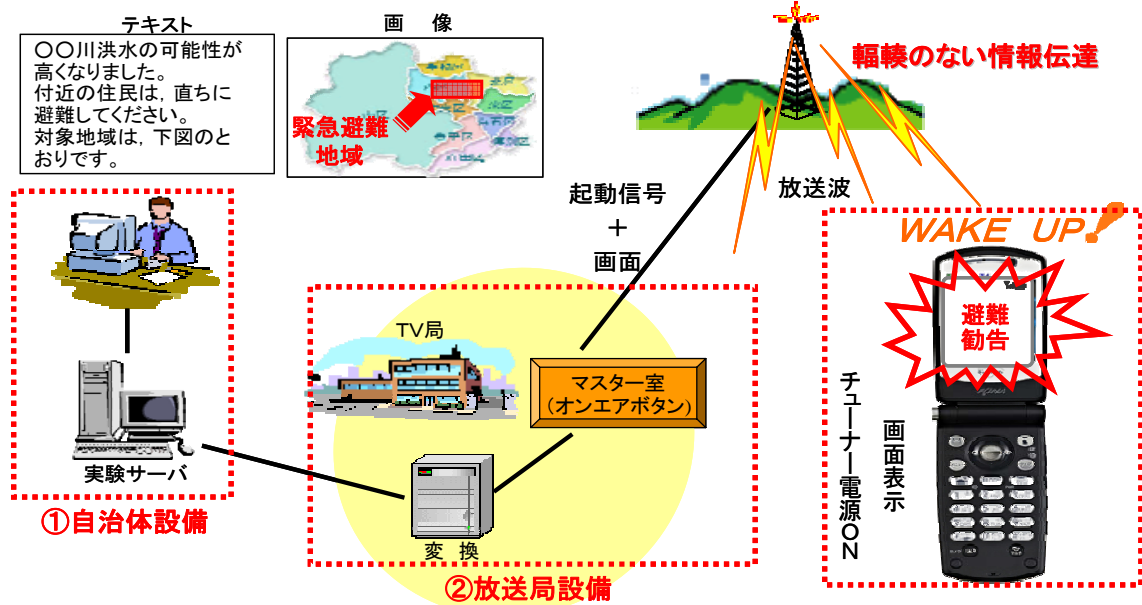 テキスト
〇〇川洪水の可能性が
高くなりました。
付近の住民は，直ちに
避難してください。
対象地域は，下図のと
おりです。
画　像
緊急避難
地域
輻輳のない情報伝達
起動信号
＋
画面
放送波
WAKE UP!
避難
勧告
チューナー電源ON
画面表示
TV局
マスター室
（オンエアボタン）
実験サーバ
変　換
①自治体設備
②放送局設備